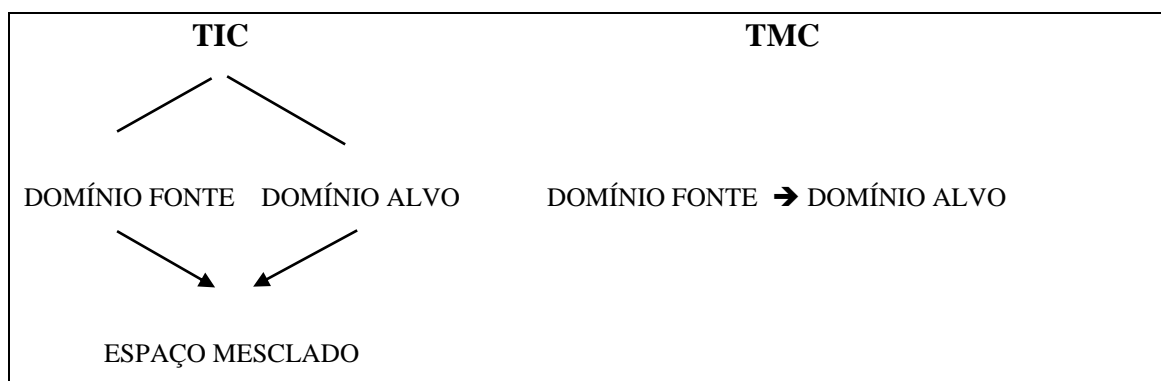 TIC TMC
DOMÍNIO FONTE DOMÍNIO ALVO DOMÍNIO FONTE ➔ DOMÍNIO ALVO
ESPAÇO MESCLADO